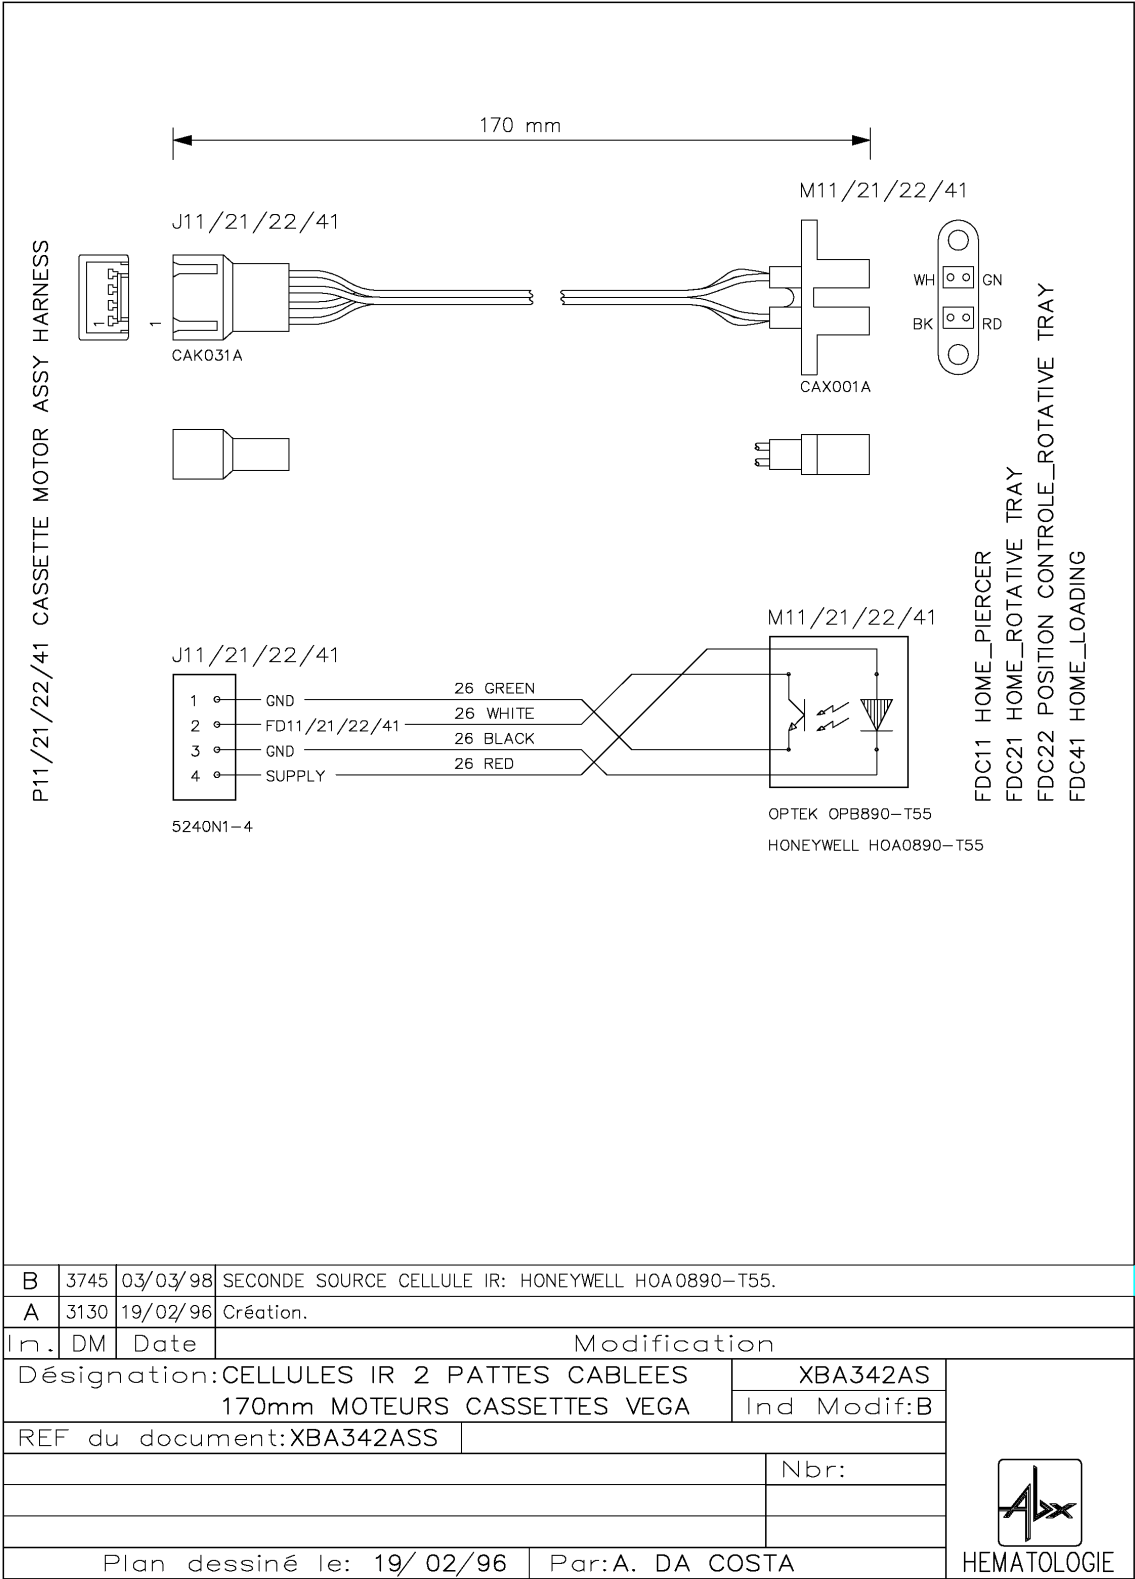 170 mm
M11/21/22/41
J11/21/22/41
P11/21/22/41 CASSETTE MOTOR ASSY HARNESS
1
1
WH
GN
BK
RD
CAK031A
CAX001A
FDC11 HOME_PIERCER
FDC21 HOME_ROTATIVE TRAY
FDC22 POSITION CONTROLE_ROTATIVE TRAY
FDC41 HOME_LOADING
M11/21/22/41
J11/21/22/41
1 GND 26 GREEN
2 FD11/21/22/41 26 WHITE
3 GND 26 BLACK
4 SUPPLY 26 RED
5240N1-4
OPTEK OPB890-T55
HONEYWELL HOA0890-T55
B 3745 03/03/98 SECONDE SOURCE CELLULE IR: HONEYWELL HOA0890-T55.
A 3130 19/02/96 Création.
In. DM Date Modification
Désignation: CELLULES IR 2 PATTES CABLEES XBA342AS
170mm MOTEURS CASSETTES VEGA Ind Modif:B
REF du document: XBA342ASS
Nbr:
Abx
HEMATOLOGIE
Plan dessiné le: 19/02/96 Par: A. DA COSTA